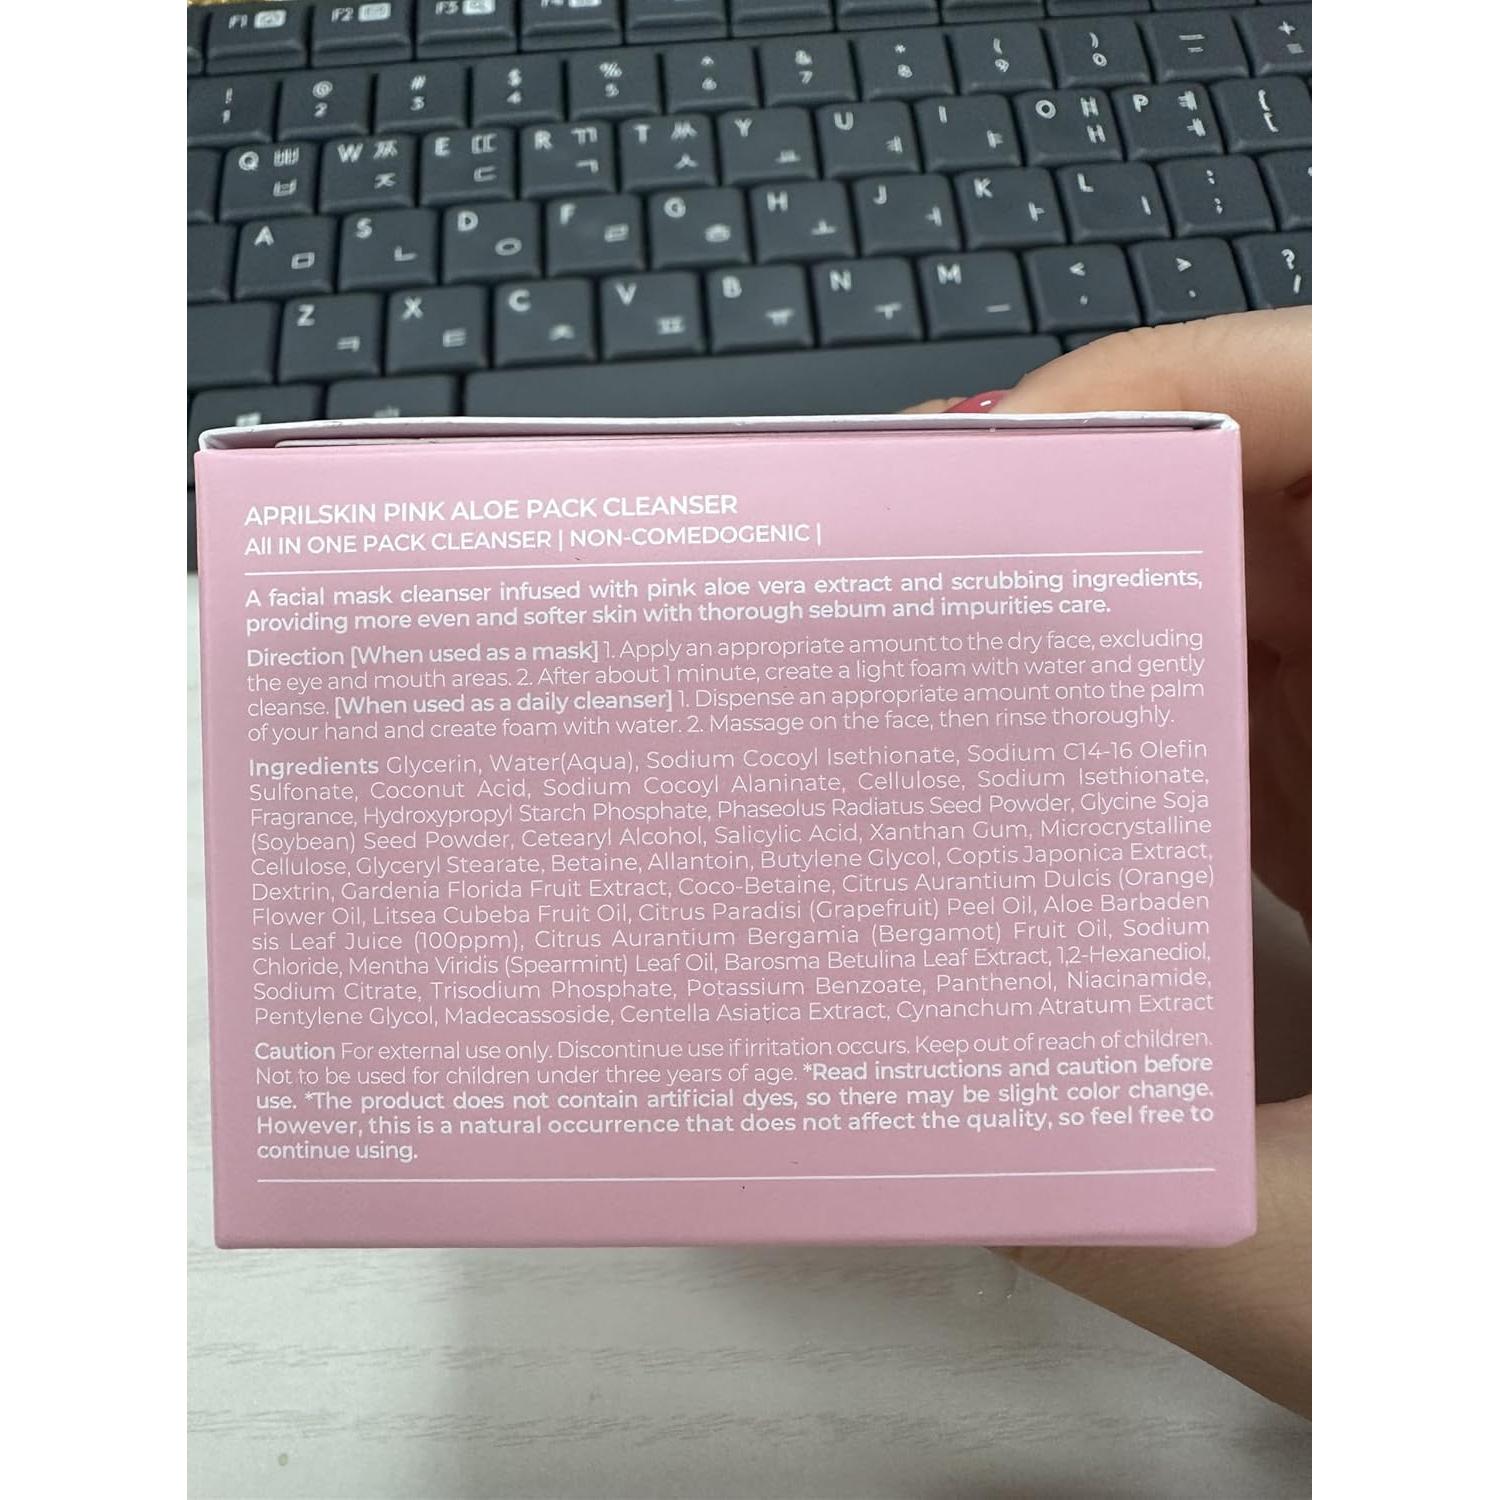 F1
F2
F3
F4
! 1 @ 2 # 3 $ 4 % 5 ^ 6 & 7 * 8 ( 9 ) 0 _ = + =
Q ㅃ ㅂ W ㅉ ㅈ E ㄸ ㄷ R ㄲ ㄱ T ㅆ ㅅ Y ㅛ U ㅕ I ㅑ O ㅒ ㅐ P ㅖ ㅔ { [
A ㅁ S ㄴ D ㅇ F ㄹ G ㅎ H ㅗ J ㅓ K ㅏ L ㅣ : ;
Z ㅋ X ㅌ C ㅊ V ㅍ B ㅠ N ㅜ M ㅡ < , > . ? /
APRILSKIN PINK ALOE PACK CLEANSER
All IN ONE PACK CLEANSER | NON-COMEDOGENIC |
A facial mask cleanser infused with pink aloe vera extract and scrubbing ingredients,
providing more even and softer skin with thorough sebum and impurities care.
Direction [When used as a mask] 1. Apply an appropriate amount to the dry face, excluding
the eye and mouth areas. 2. After about 1 minute, create a light foam with water and gently
cleanse. [When used as a daily cleanser] 1. Dispense an appropriate amount onto the palm
of your hand and create foam with water. 2. Massage on the face, then rinse thoroughly.
Ingredients Glycerin, Water(Aqua), Sodium Cocoyl Isethionate, Sodium C14-16 Olefin
Sulfonate, Coconut Acid, Sodium Cocoyl Alaninate, Cellulose, Sodium Isethionate,
Fragrance, Hydroxypropyl Starch Phosphate, Phaseolus Radiatus Seed Powder, Glycine Soja
(Soybean) Seed Powder, Cetearyl Alcohol, Salicylic Acid, Xanthan Gum, Microcrystalline
Cellulose, Glyceryl Stearate, Betaine, Allantoin, Butylene Glycol, Coptis Japonica Extract,
Dextrin, Gardenia Florida Fruit Extract, Coco-Betaine, Citrus Aurantium Dulcis (Orange)
Flower Oil, Litsea Cubeba Fruit Oil, Citrus Paradisi (Grapefruit) Peel Oil, Aloe Barbaden
sis Leaf Juice (100ppm), Citrus Aurantium Bergamia (Bergamot) Fruit Oil, Sodium
Chloride, Mentha Viridis (Spearmint) Leaf Oil, Barosma Betulina Leaf Extract, 1,2-Hexanediol,
Sodium Citrate, Trisodium Phosphate, Potassium Benzoate, Panthenol, Niacinamide,
Pentylene Glycol, Madecassoside, Centella Asiatica Extract, Cynanchum Atratum Extract
Caution For external use only. Discontinue use if irritation occurs. Keep out of reach of children.
Not to be used for children under three years of age. *Read instructions and caution before
use. *The product does not contain artificial dyes, so there may be slight color change.
However, this is a natural occurrence that does not affect the quality, so feel free to
continue using.